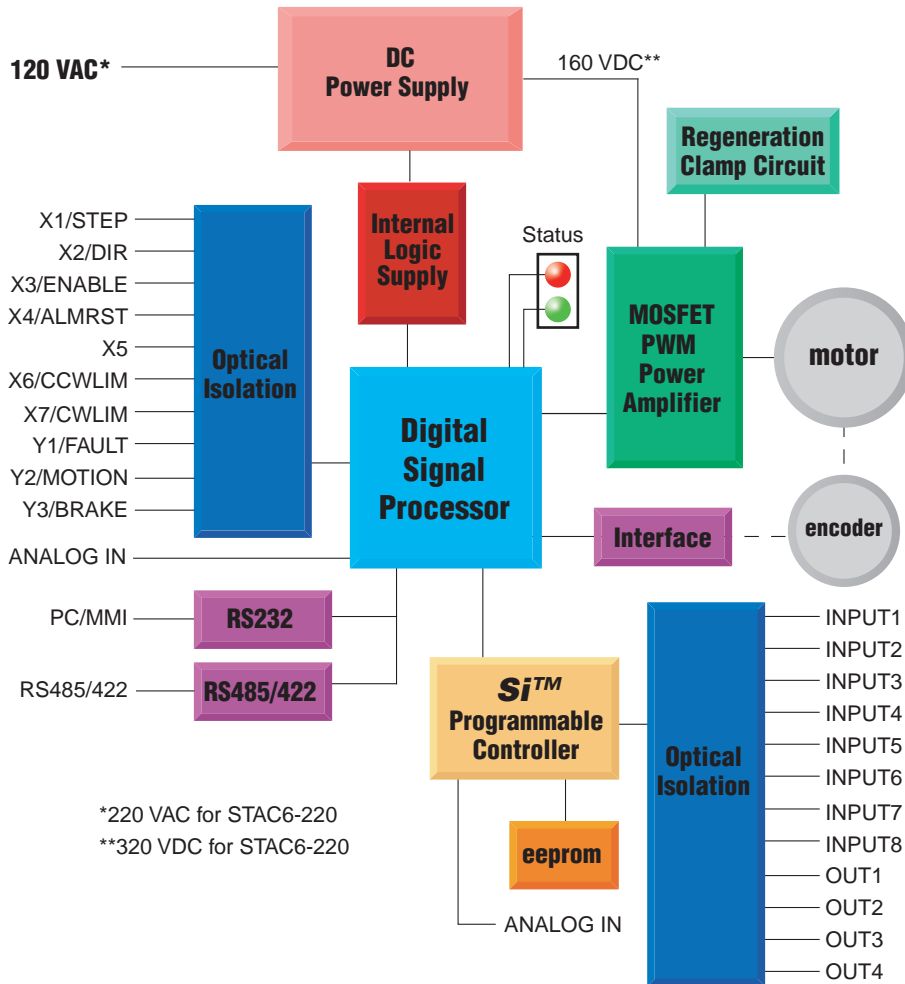 120 VAC*
DC
Power Supply
160 VDC**
Regeneration
Clamp Circuit
Internal
Logic
Supply
Status
X1/STEP
X2/DIR
X3/ENABLE
X4/ALMRST
X5
X6/CCWLIM
X7/CWLIM
Y1/FAULT
Y2/MOTION
Y3/BRAKE
Optical
Isolation
MOSFET
PWM
Power
Amplifier
motor
Digital
Signal
Processor
Interface
encoder
ANALOG IN
PC/MMI
RS232
RS485/422
RS485/422
Si™
Programmable
Controller
Optical
Isolation
INPUT1
INPUT2
INPUT3
INPUT4
INPUT5
INPUT6
INPUT7
INPUT8
OUT1
OUT2
OUT3
OUT4
eeprom
ANALOG IN
*220 VAC for STAC6-220
**320 VDC for STAC6-220